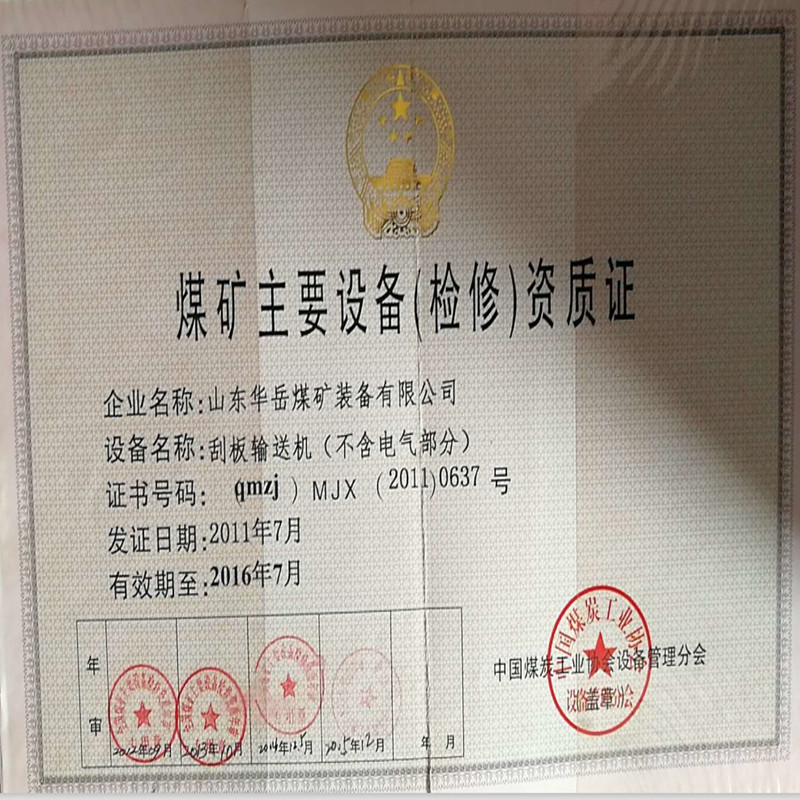 煤矿主要设备(检修)资质证
企业名称:山东华岳煤矿装备有限公司
设备名称:刮板输送机（不含电气部分）
证书号码: qmzj）MJX（2011)0637 号
发证日期:2011年7月
有效期至:2016年7月
年审
2012年09月
2013年10月
2014年12月
2015年12月
年 月
中国煤炭工业协会设备管理分会
盖章